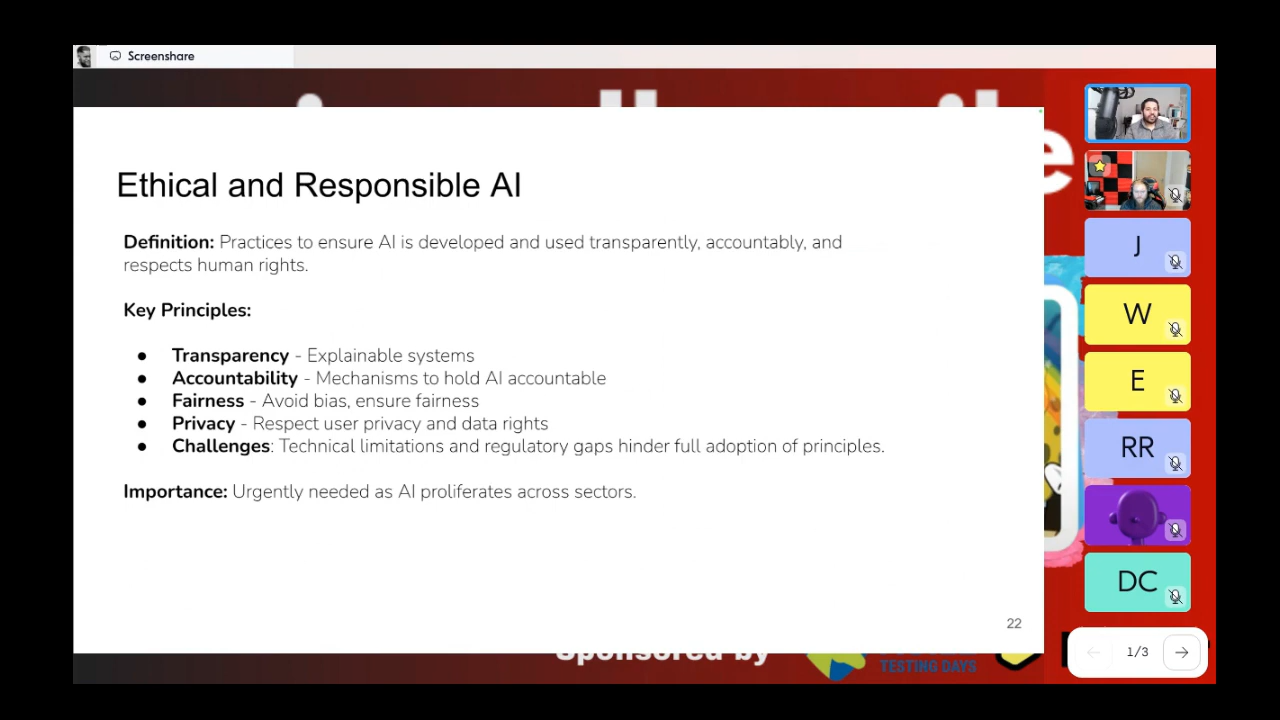 Screenshare
Ethical and Responsible AI
Definition: Practices to ensure AI is developed and used transparently, accountably, and
respects human rights.
Key Principles:
● Transparency - Explainable systems
● Accountability - Mechanisms to hold AI accountable
● Fairness - Avoid bias, ensure fairness
● Privacy - Respect user privacy and data rights
● Challenges: Technical limitations and regulatory gaps hinder full adoption of principles.
Importance: Urgently needed as AI proliferates across sectors.
22
J
W
E
RR
DC
1/3
Sponsored by
TESTING DAYS